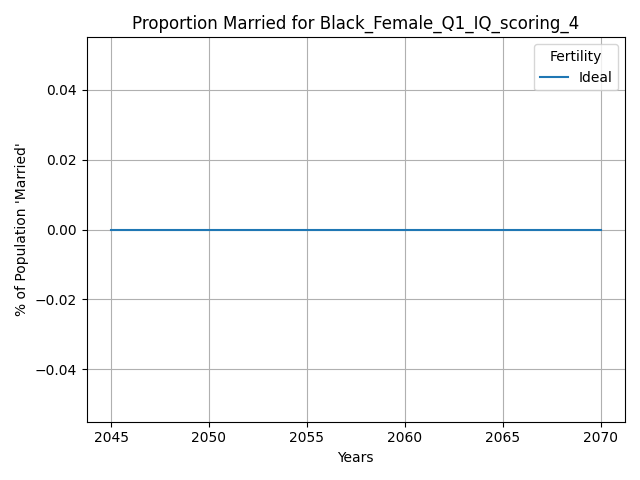 Proportion Married for Black_Female_Q1_IQ_scoring_4
Fertility
Ideal
% of Population 'Married'
0.04
0.02
0.00
−0.02
−0.04
2045 2050 2055 2060 2065 2070
Years